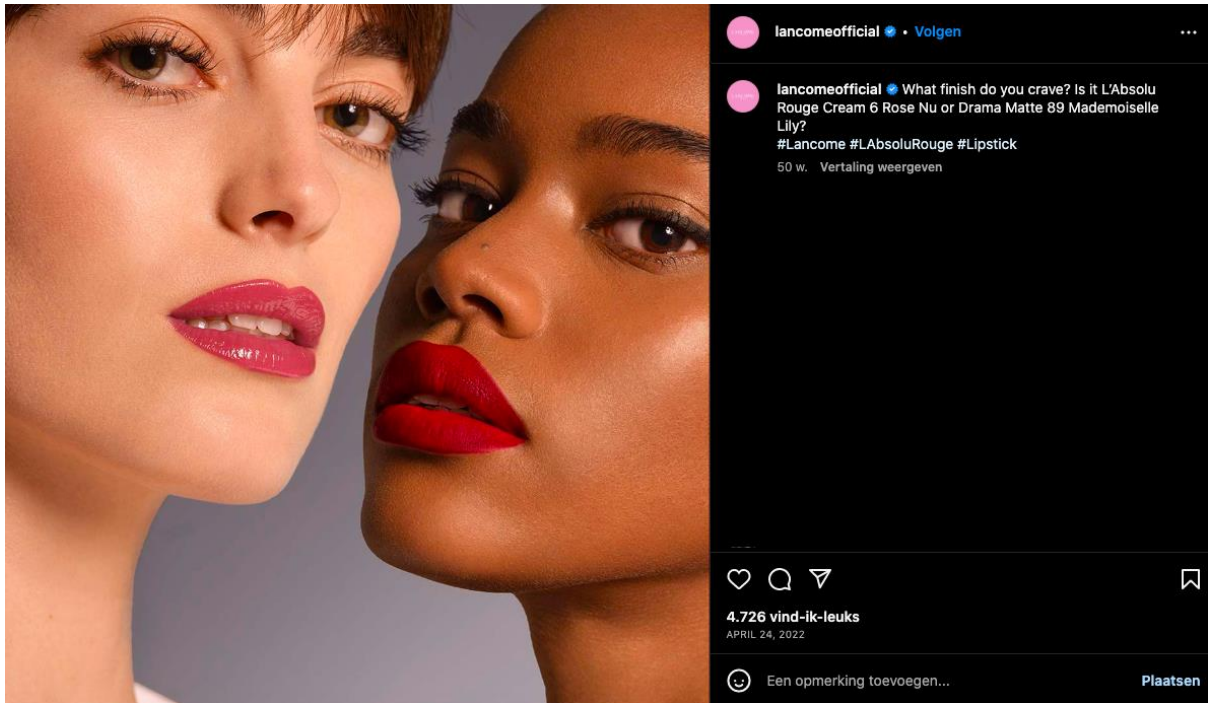 lancomeofficial • Volgen
lancomeofficial What finish do you crave? Is it L'Absolu
Rouge Cream 6 Rose Nu or Drama Matte 89 Mademoiselle
Lily?
#Lancome #LAbsoluRouge #Lipstick
50 w. Vertaling weergeven
4.726 vind-ik-leuks
APRIL 24, 2022
Een opmerking toevoegen... Plaatsen